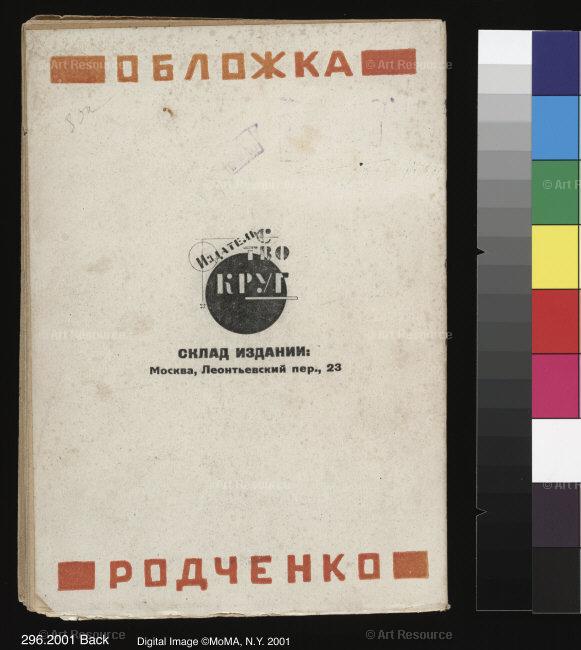 ОБЛОЖКА
Издательство
КРУГ
СКЛАД ИЗДАНИИ:
Москва, Леонтьевский пер., 23
РОДЧЕНКО
296.2001 Back
Digital Image ©MoMA, N.Y. 2001
© Art Resource